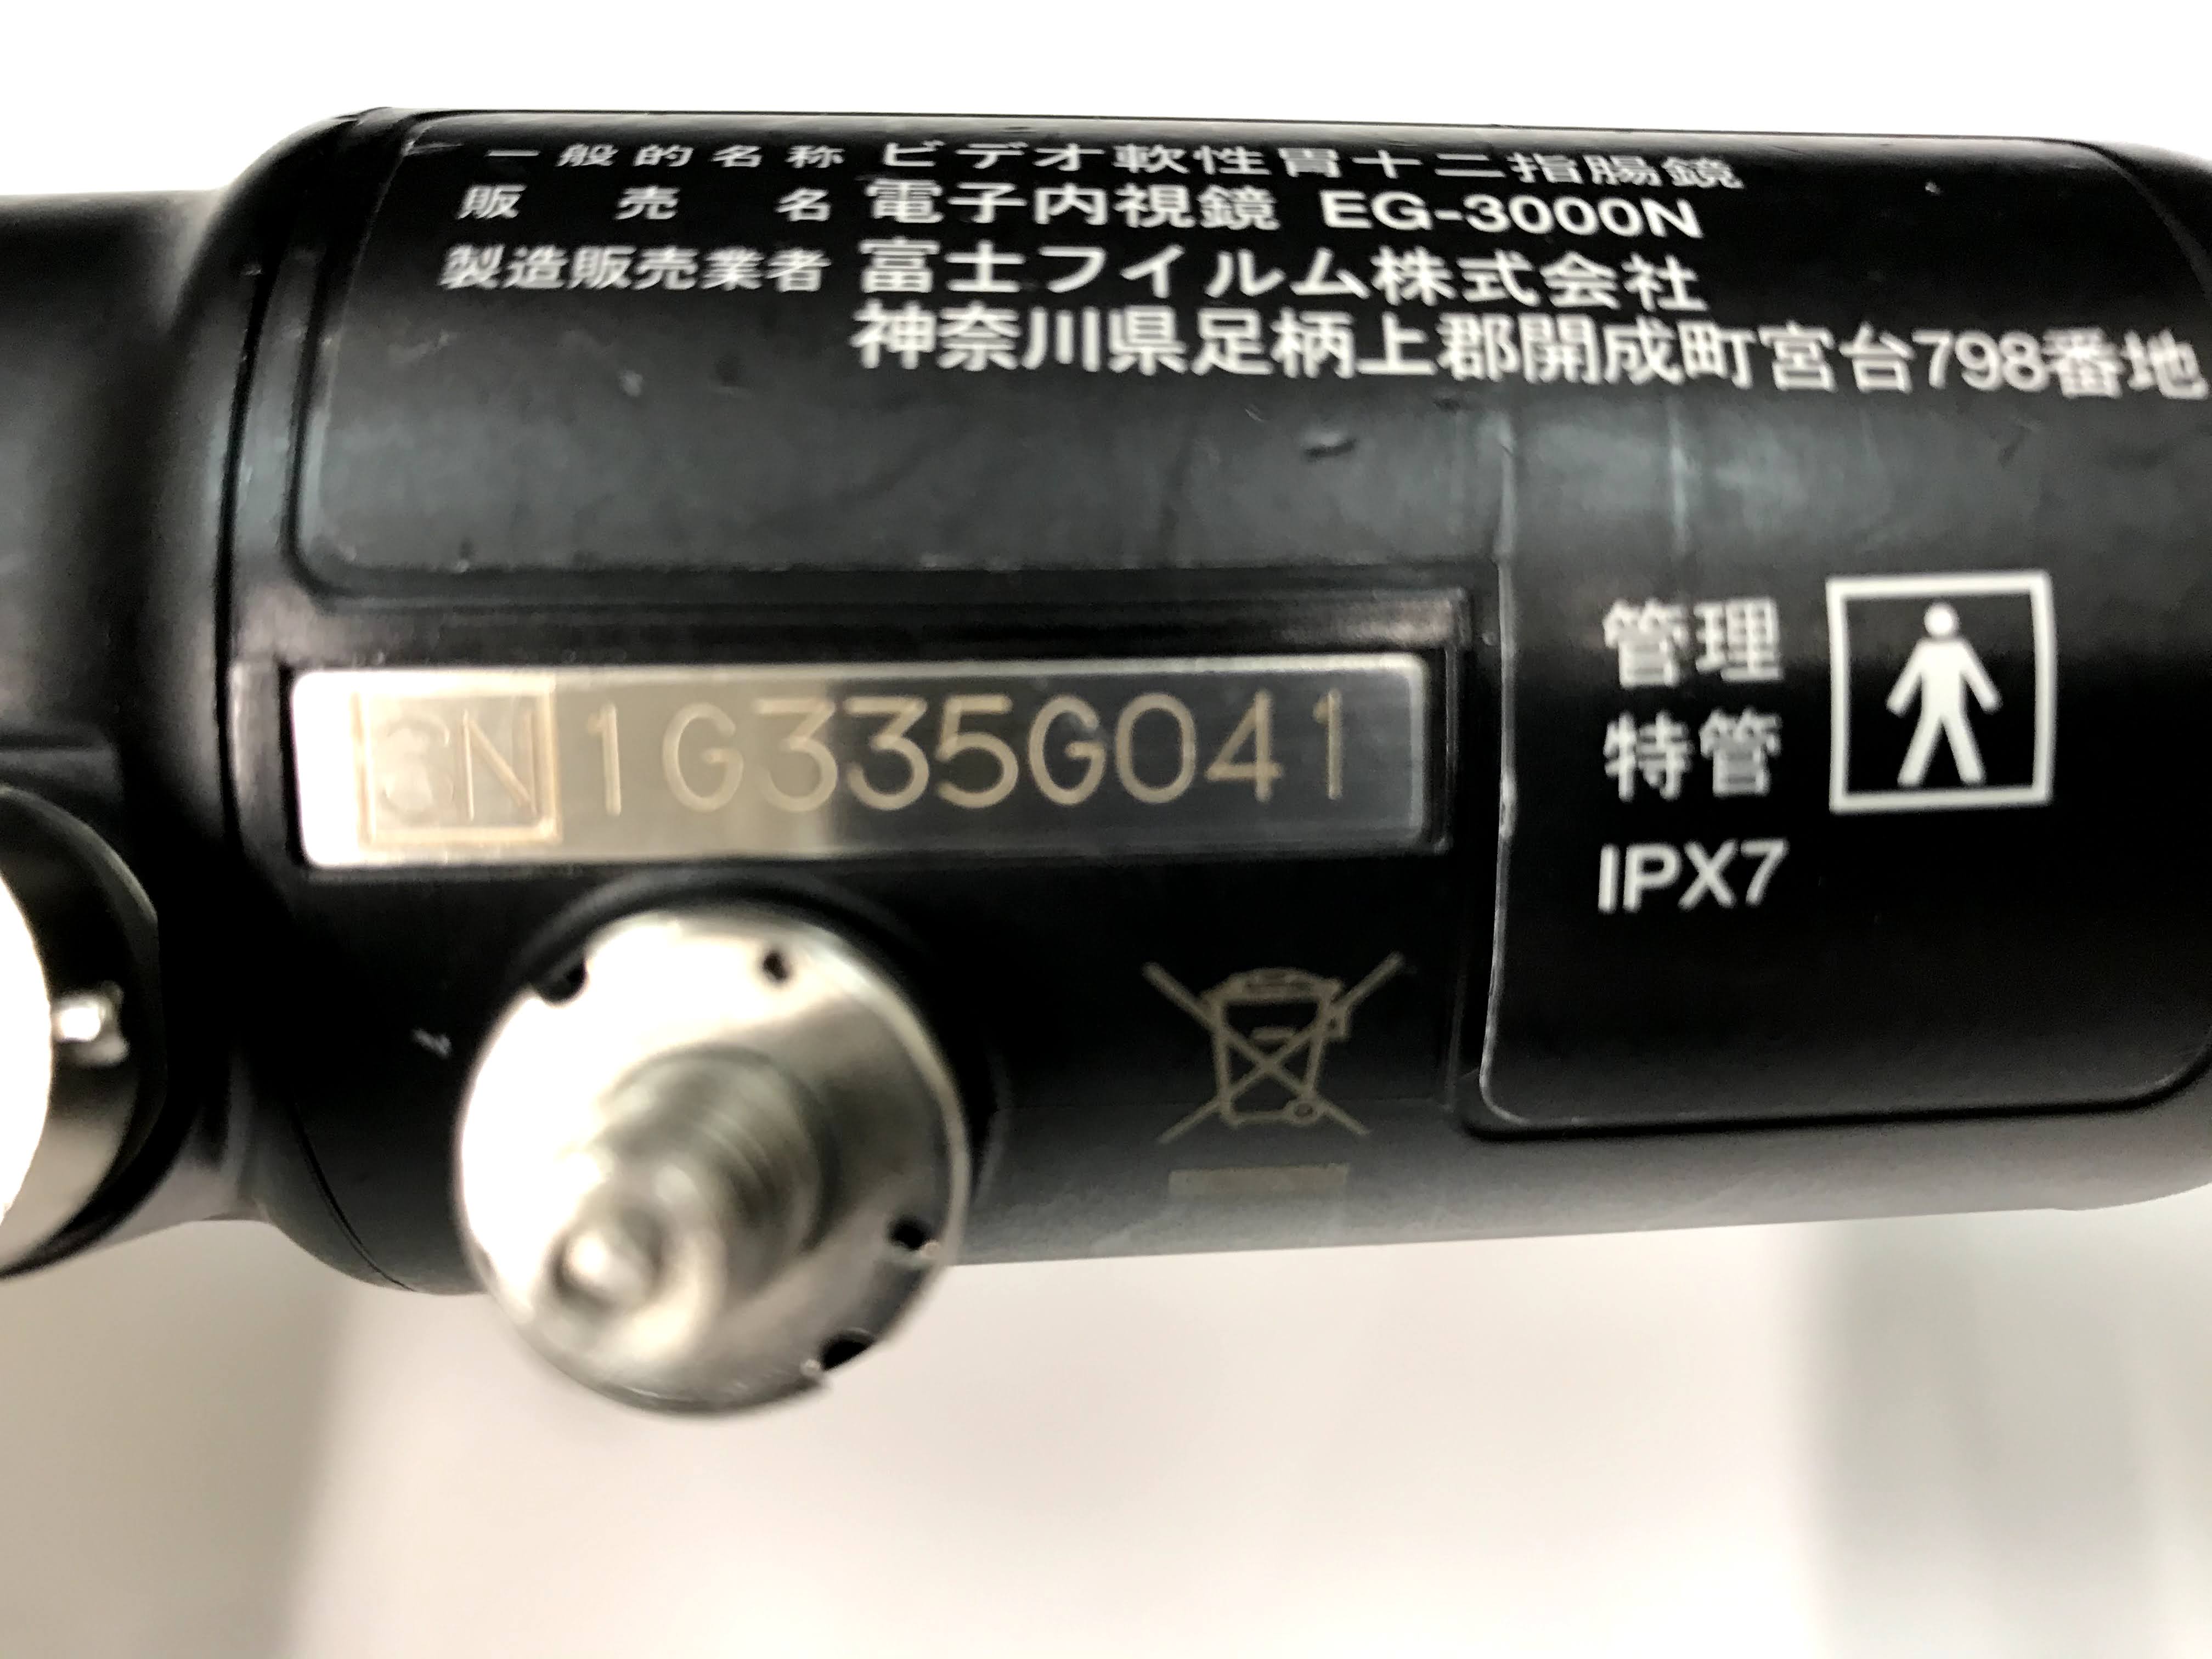 一般的名称 ビデオ軟性胃十二指腸鏡
販売名 電子内視鏡 EG-3000N
製造販売業者 富士フイルム株式会社
神奈川県足柄上郡開成町宮台798番地
SN 1G335G041
管理
特管
IPX7